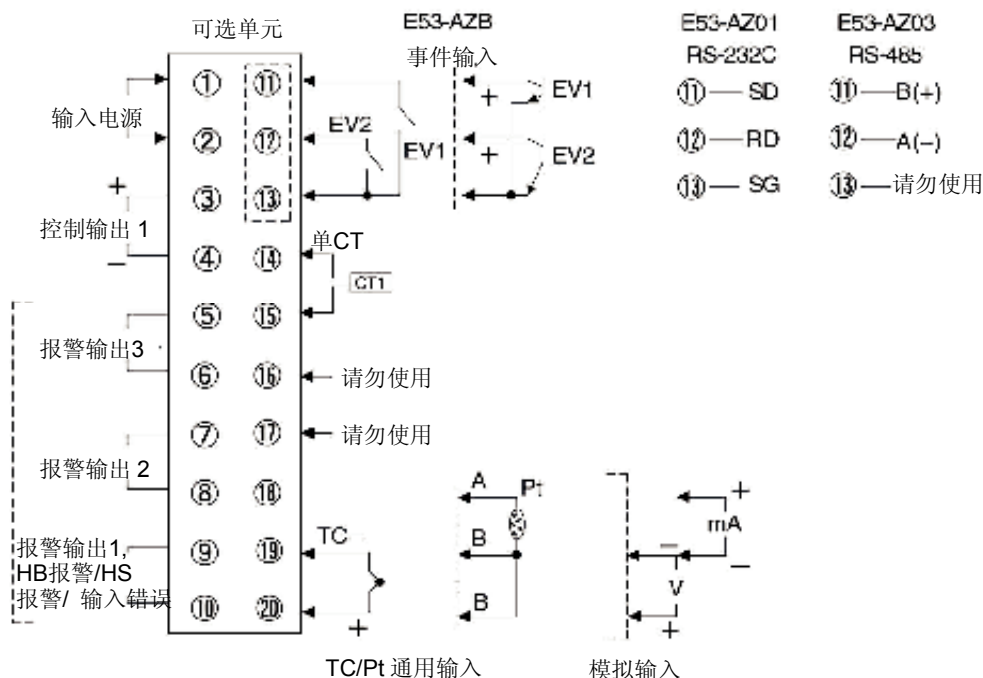 可选单元
E53-AZB
事件输入
E53-AZ01
RS-232C
E53-AZ03
RS-485
① ⑪
② ⑫
③ ⑬
④ ⑭
⑤ ⑮
⑥ ⑯
⑦ ⑰
⑧ ⑱
⑨ ⑲
⑩ ⑳
输入电源
+
控制输出 1
−
报警输出3
报警输出 2
报警输出1,
HB报警/HS
报警/ 输入错误
EV2
EV1
+
EV1
+
EV2
⑪ SD
⑫ RD
⑬ SG
⑪ B(+)
⑫ A(−)
⑬ 请勿使用
单CT
CT1
请勿使用
请勿使用
TC
+
A
Pt
B
B
TC/Pt 通用输入
+
mA
−
−
V
+
模拟输入